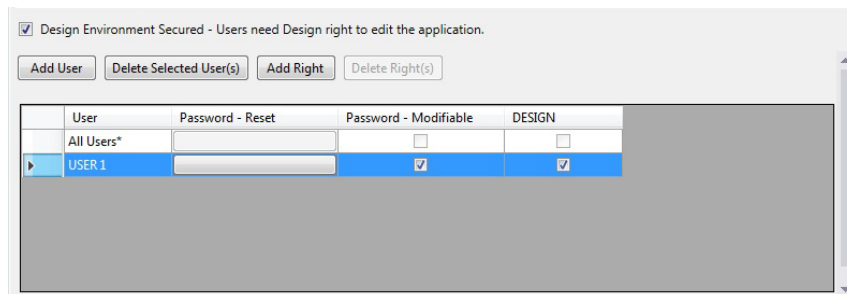 Design Environment Secured - Users need Design right to edit the application.
Add User Delete Selected User(s) Add Right Delete Right(s)
User Password - Reset Password - Modifiable DESIGN
All Users*
USER 1